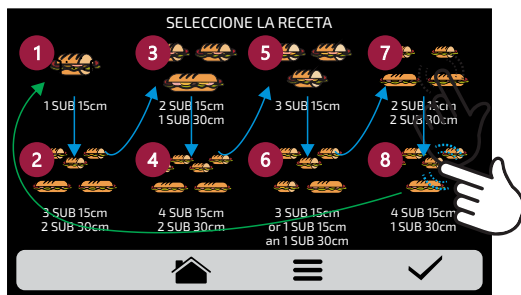 SELECCIONE LA RECETA
1
1 SUB 15cm
2
3 SUB 15cm
2 SUB 30cm
3
2 SUB 15cm
1 SUB 30cm
4
4 SUB 15cm
2 SUB 30cm
5
3 SUB 15cm
6
3 SUB 15cm
or 1 SUB 15cm
an 1 SUB 30cm
7
2 SUB 15cm
2 SUB 30cm
8
4 SUB 15cm
1 SUB 30cm